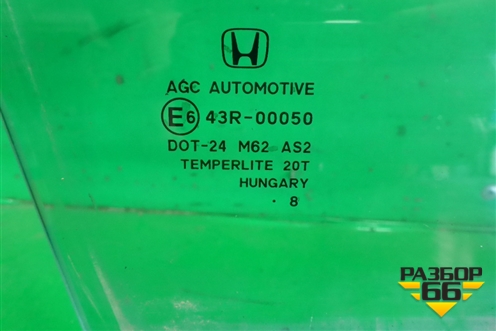 AGC AUTOMOTIVE
E6 43R-00050
DOT-24 M62 AS2
TEMPERLITE 20T
HUNGARY
. 8
РАЗБОР
66